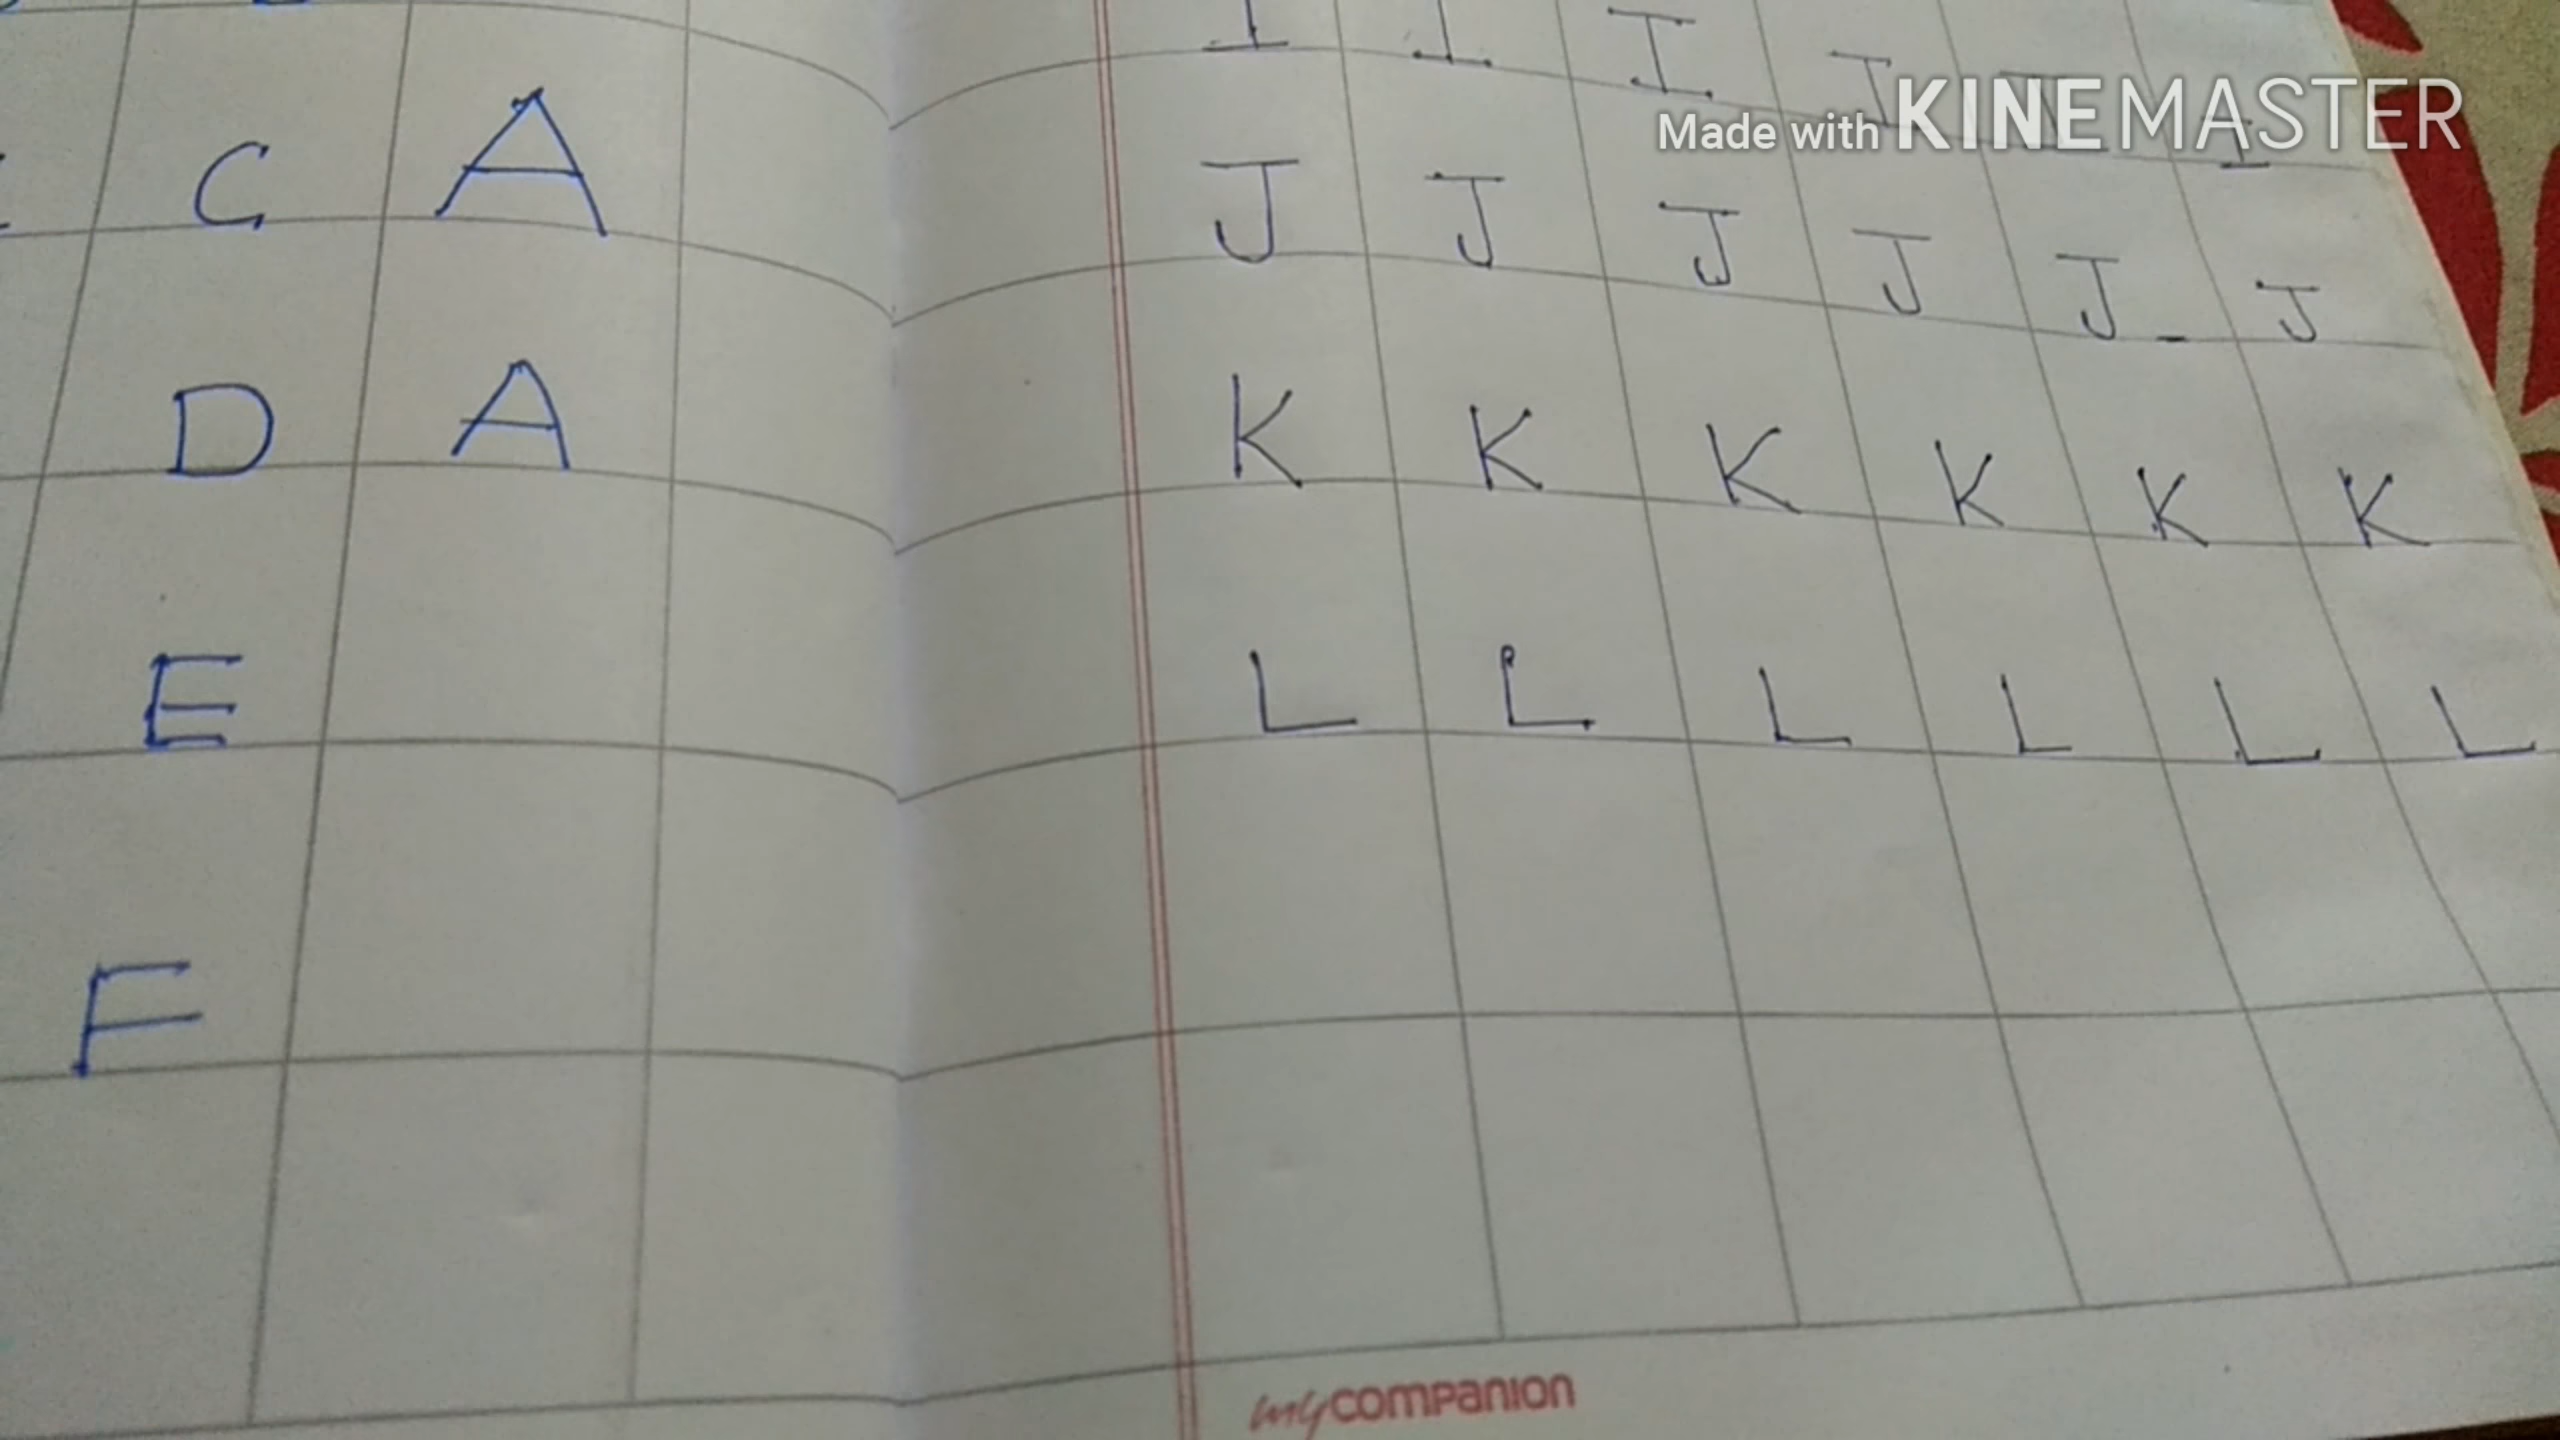 C A
D A
E
F
I I I I I I
J J J J J - J
K K K K K K
L L L L L L
my companion
Made with KINEMASTER